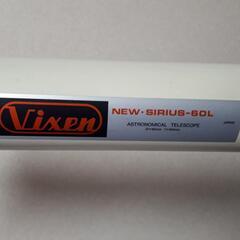 Vixen
NEW·SIRIUS-60L
ASTRONOMICAL TELESCOPE